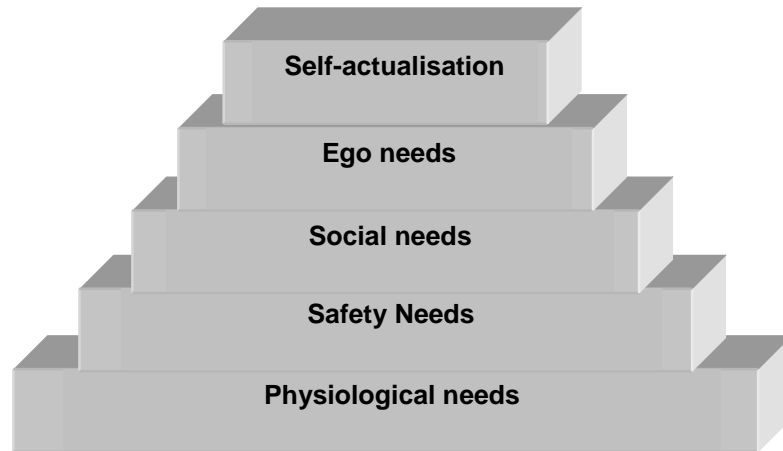 Self-actualisation
Ego needs
Social needs
Safety Needs
Physiological needs